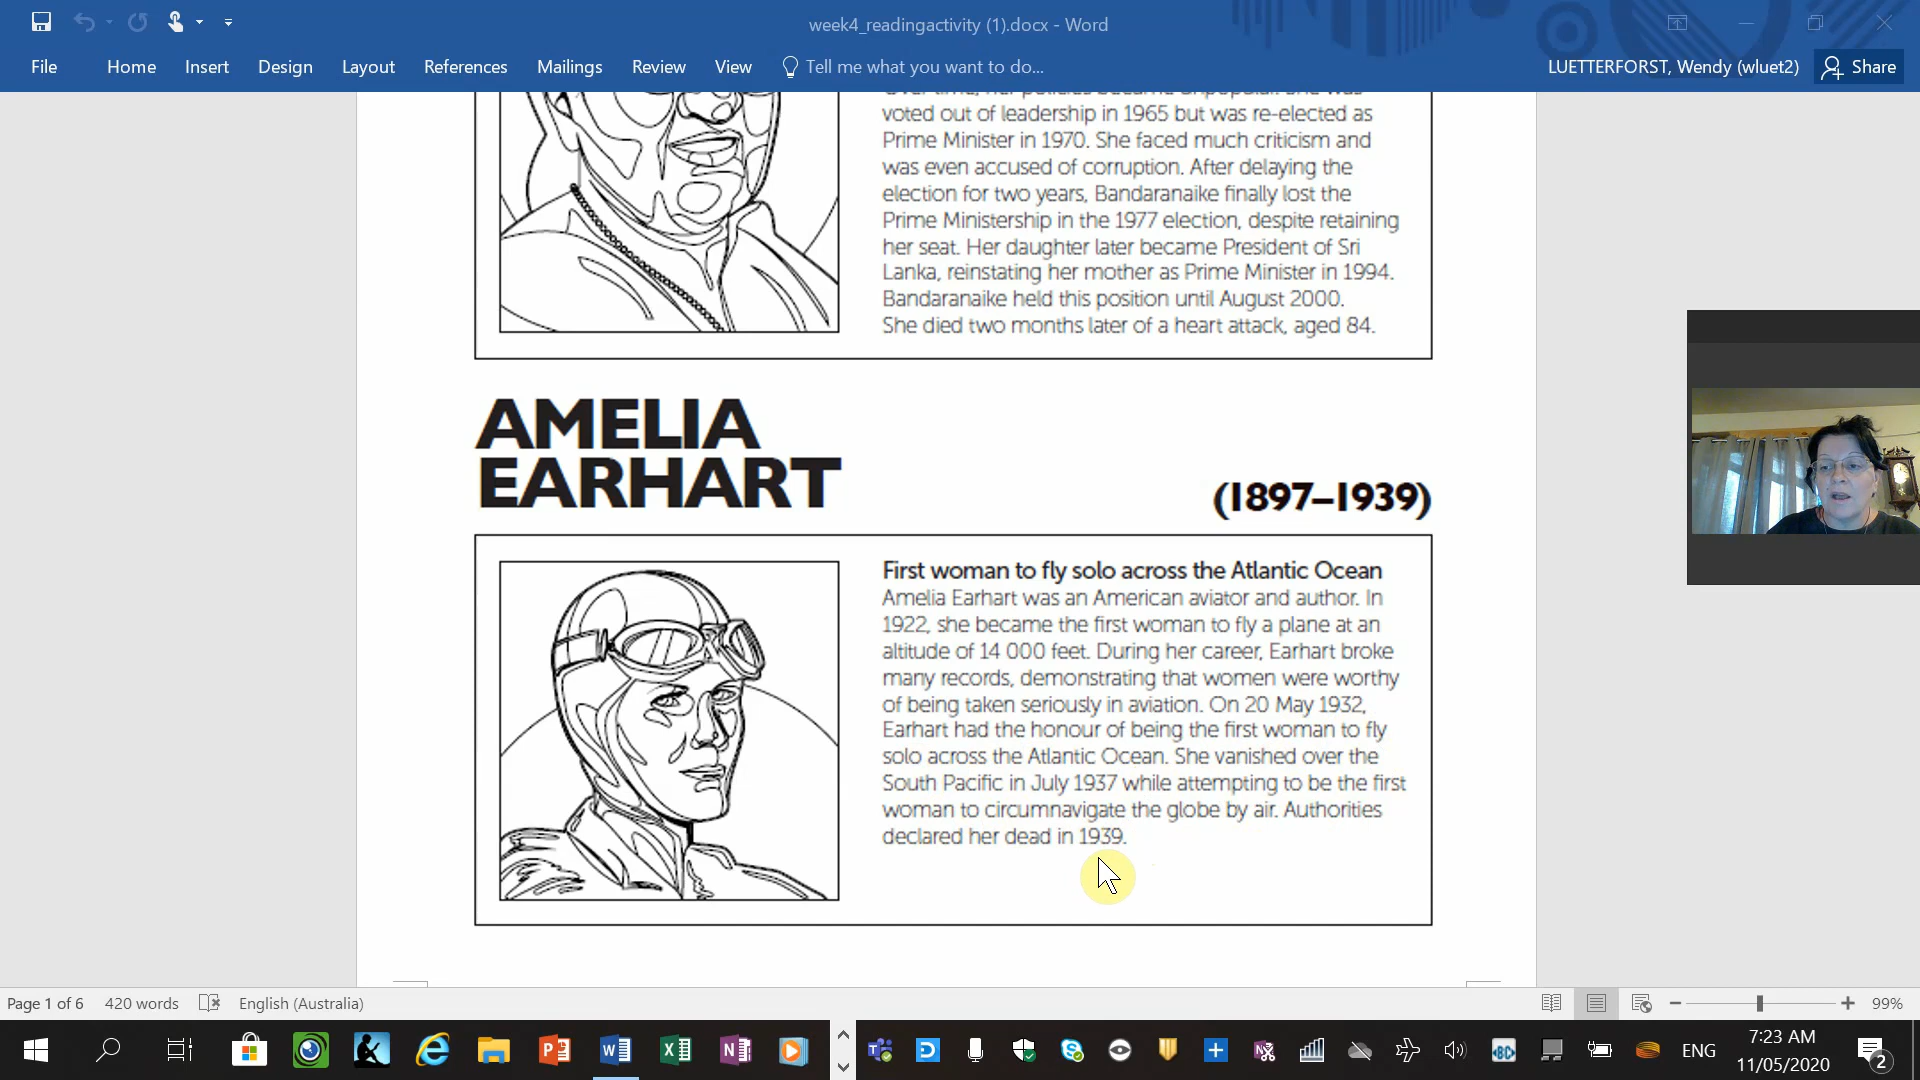 week4_readingactivity (1).docx - Word
File Home Insert Design Layout References Mailings Review View Tell me what you want to do... LUETTERFORST, Wendy (wluet2) Share
Over time, her policies became unpopular. She was
voted out of leadership in 1965 but was re-elected as
Prime Minister in 1970. She faced much criticism and
was even accused of corruption. After delaying the
election for two years, Bandaranaike finally lost the
Prime Ministership in the 1977 election, despite retaining
her seat. Her daughter later became President of Sri
Lanka, reinstating her mother as Prime Minister in 1994.
Bandaranaike held this position until August 2000.
She died two months later of a heart attack, aged 84.
AMELIA
EARHART
(1897–1939)
First woman to fly solo across the Atlantic Ocean
Amelia Earhart was an American aviator and author. In
1922, she became the first woman to fly a plane at an
altitude of 14 000 feet. During her career, Earhart broke
many records, demonstrating that women were worthy
of being taken seriously in aviation. On 20 May 1932,
Earhart had the honour of being the first woman to fly
solo across the Atlantic Ocean. She vanished over the
South Pacific in July 1937 while attempting to be the first
woman to circumnavigate the globe by air. Authorities
declared her dead in 1939.
Page 1 of 6 420 words English (Australia) 99%
ENG
7:23 AM
11/05/2020
2